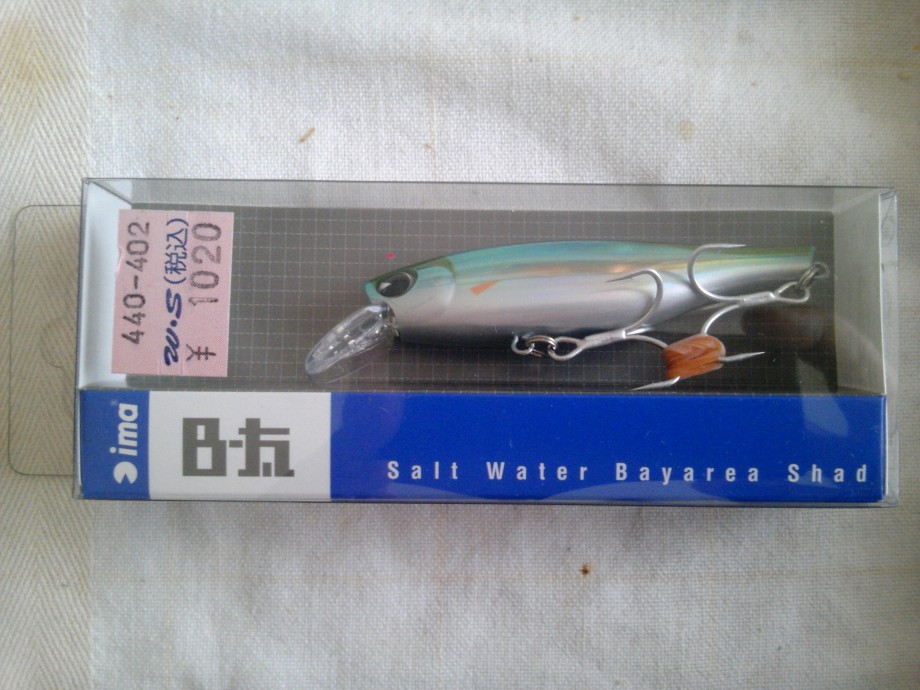 440-402
W・S (税込)
¥ 1020
ima®
B-太
Salt Water Bayarea Shad